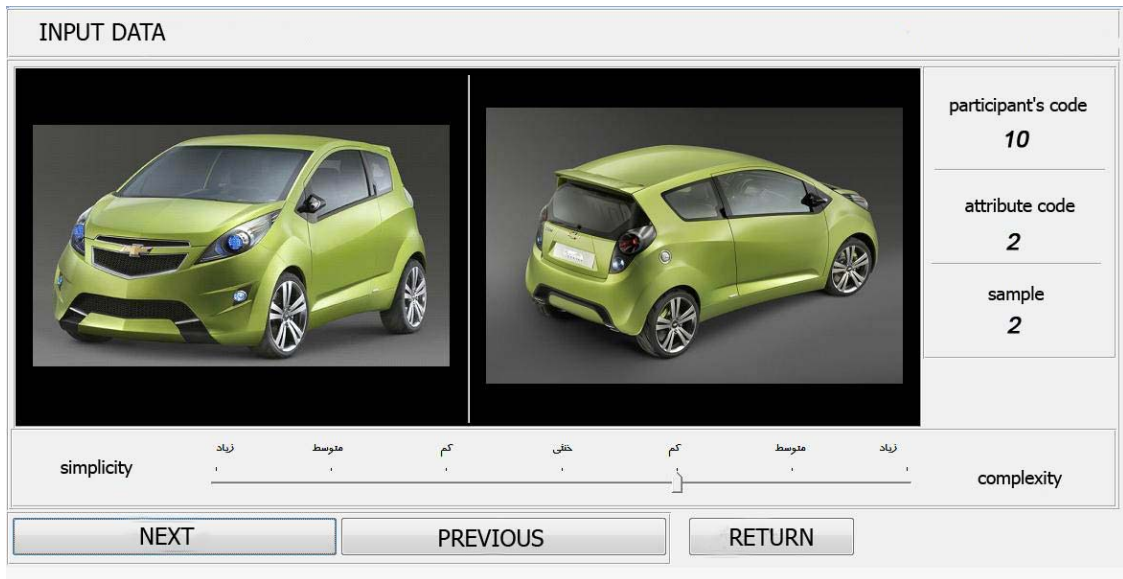 INPUT DATA
participant's code
10
attribute code
2
sample
2
simplicity
زیاد
متوسط
کم
خنثی
کم
متوسط
زیاد
complexity
NEXT
PREVIOUS
RETURN